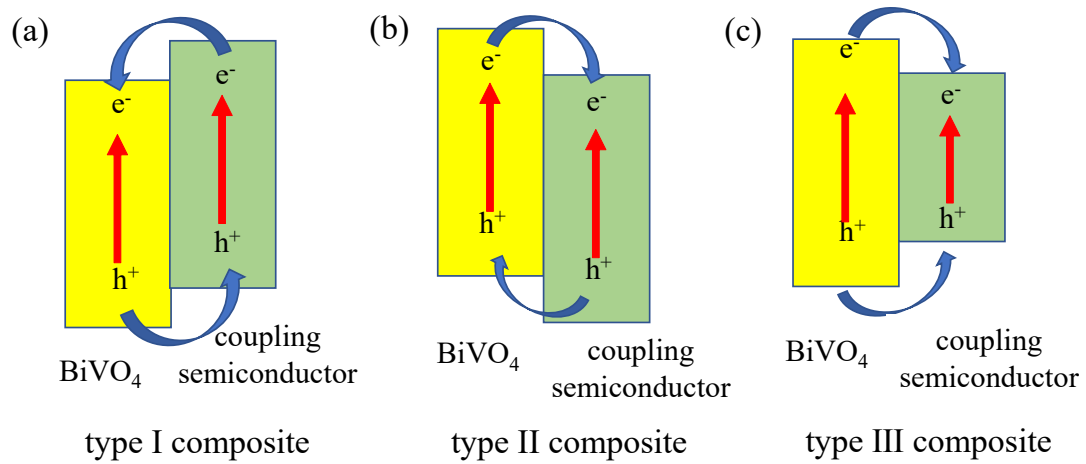 (a)
e-
e-
h+
h+
BiVO4
coupling
semiconductor
type I composite
(b)
e-
e-
h+
h+
BiVO4
coupling
semiconductor
type II composite
(c)
e-
e-
h+
h+
BiVO4
coupling
semiconductor
type III composite